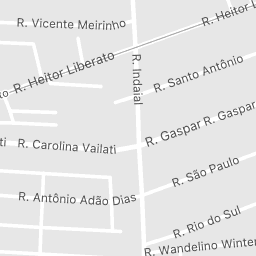 R. Vicente Meirinho
R. Heitor L
R. Heitor Liberato
R. Indaial
R. Santo Antônio
R. Gaspar
R. Gaspar
R. Carolina Vailati
R. São Paulo
R. Antônio Adão Dias
R. Rio do Sul
R. Wandelino Winter